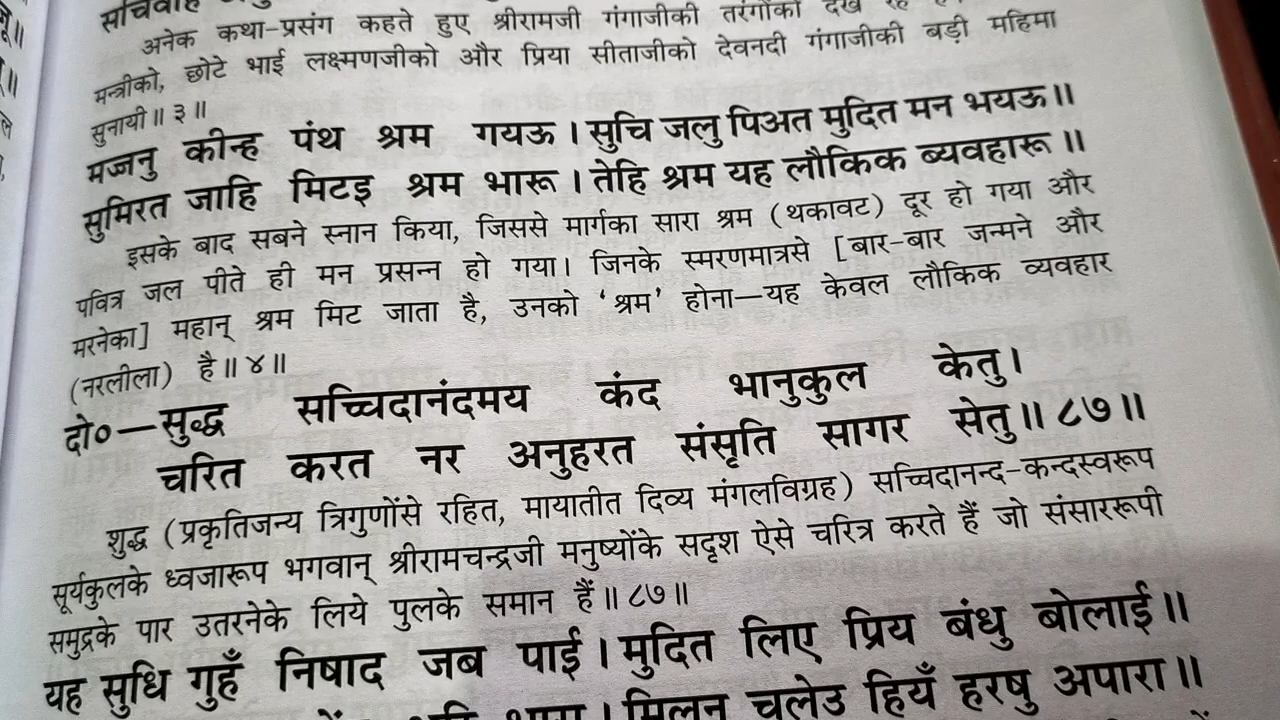 अनेक कथा-प्रसंग कहते हुए श्रीरामजी गंगाजीकी तरंगोंको देख रहे
मन्त्रीको, छोटे भाई लक्ष्मणजीको और प्रिया सीताजीको देवनदी गंगाजीकी बड़ी महिमा
सुनायी॥ ३॥
मज्जनु कीन्ह पंथ श्रम गयऊ। सुचि जलु पिअत मुदित मन भयऊ॥
सुमिरत जाहि मिटइ श्रम भारू। तेहि श्रम यह लौकिक ब्यवहारू॥
इसके बाद सबने स्नान किया, जिससे मार्गका सारा श्रम (थकावट) दूर हो गया और
पवित्र जल पीते ही मन प्रसन्न हो गया। जिनके स्मरणमात्रसे [बार-बार जन्मने और
मरनेका] महान् श्रम मिट जाता है, उनको ‘श्रम’ होना—यह केवल लौकिक व्यवहार
(नरलीला) है॥ ४॥
दो०—सुद्ध सच्चिदानंदमय कंद भानुकुल केतु।
चरित करत नर अनुहरत संसृति सागर सेतु॥ ८७॥
शुद्ध (प्रकृतिजन्य त्रिगुणोंसे रहित, मायातीत दिव्य मंगलविग्रह) सच्चिदानन्द-कन्दस्वरूप
सूर्यकुलके ध्वजारूप भगवान् श्रीरामचन्द्रजी मनुष्योंके सदृश ऐसे चरित्र करते हैं जो संसाररूपी
समुद्रके पार उतरनेके लिये पुलके समान हैं॥ ८७॥
यह सुधि गुहँ निषाद जब पाई। मुदित लिए प्रिय बंधु बोलाई॥
मिलन चलेउ हियँ हरषु अपारा॥